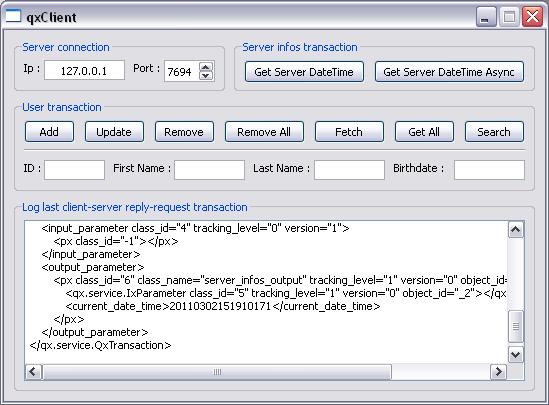 qxClient
Server connection
Ip : 127.0.0.1 Port : 7694
Server infos transaction
Get Server DateTime Get Server DateTime Async
User transaction
Add Update Remove Remove All Fetch Get All Search
ID : First Name : Last Name : Birthdate :
Log last client-server reply-request transaction
<input_parameter class_id="4" tracking_level="0" version="1">
<px class_id="-1"></px>
</input_parameter>
<output_parameter>
<px class_id="6" class_name="server_infos_output" tracking_level="1" version="0" object_id=
<qx.service.IxParameter class_id="5" tracking_level="1" version="0" object_id="_2"></qx
<current_date_time>20110302151910171</current_date_time>
</px>
</output_parameter>
</qx.service.QxTransaction>